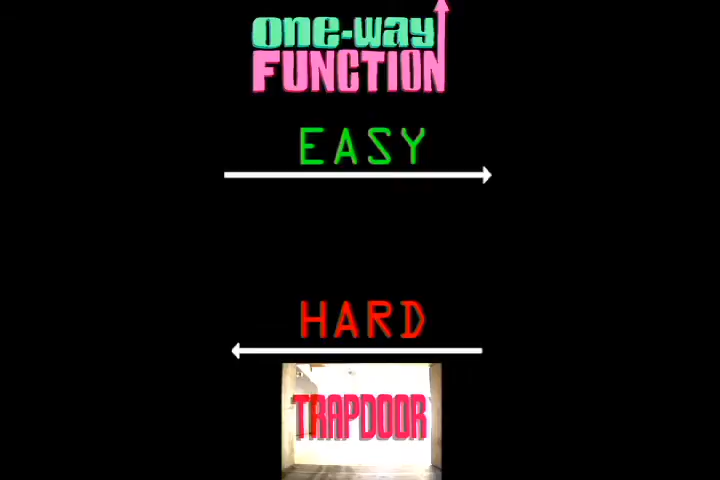 one-way
FUNCTION
EASY
HARD
TRAPDOOR